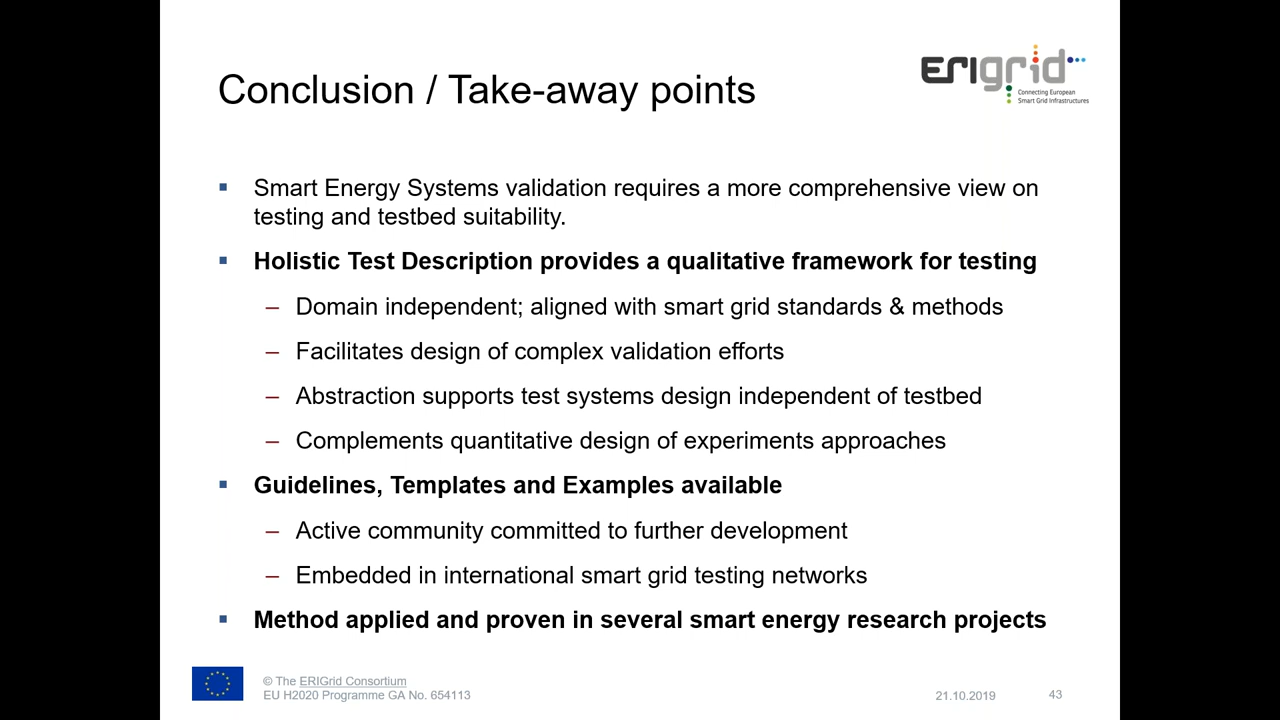 Conclusion / Take-away points
ERIgrid
Connecting European
Smart Grid Infrastructures
▪ Smart Energy Systems validation requires a more comprehensive view on
testing and testbed suitability.
▪ Holistic Test Description provides a qualitative framework for testing
– Domain independent; aligned with smart grid standards & methods
– Facilitates design of complex validation efforts
– Abstraction supports test systems design independent of testbed
– Complements quantitative design of experiments approaches
▪ Guidelines, Templates and Examples available
– Active community committed to further development
– Embedded in international smart grid testing networks
▪ Method applied and proven in several smart energy research projects
© The ERIGrid Consortium
EU H2020 Programme GA No. 654113
21.10.2019
43